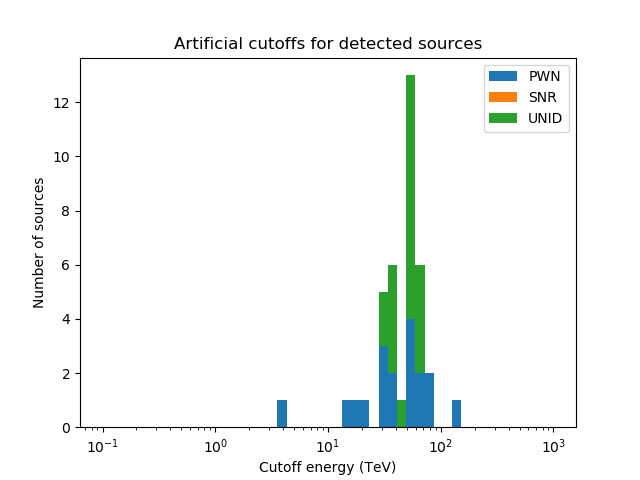 Artificial cutoffs for detected sources
PWN
SNR
UNID
12
10
8
6
4
2
0
Number of sources
10⁻¹ 10⁰ 10¹ 10² 10³
Cutoff energy (TeV)